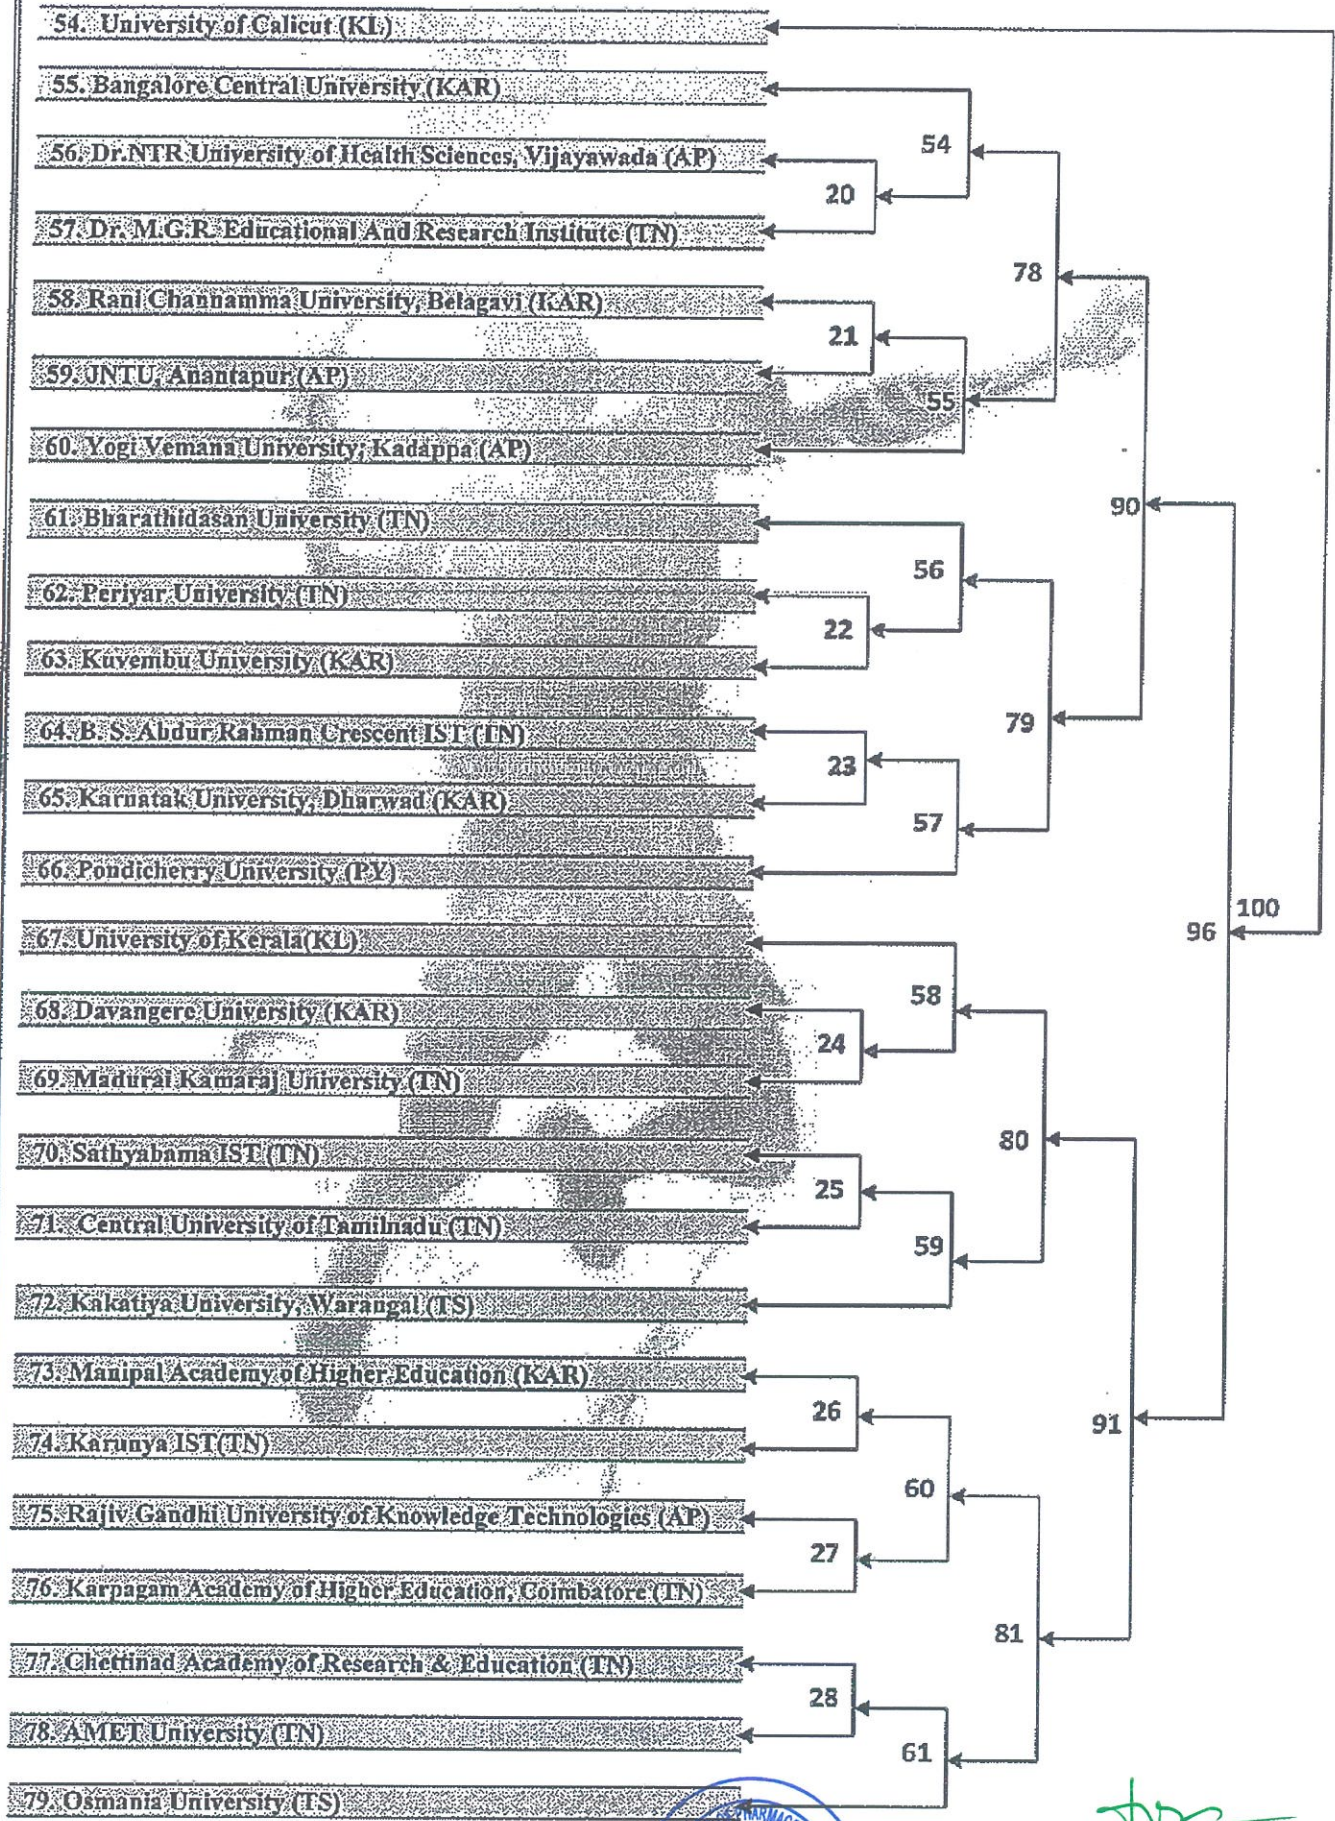 54. University of Calicut (KL)
55. Bangalore Central University (KAR)
54
56. Dr.NTR University of Health Sciences, Vijayawada (AP)
20
57. Dr. M.G.R. Educational And Research Institute (TN)
78
58. Rani Channamma University, Belagavi (KAR)
21
59. JNTU, Anantapur (AP)
55
60. Yogi Vemana University, Kadappa (AP)
90
61. Bharathidasan University (TN)
56
62. Periyar University (TN)
22
63. Kuvembu University (KAR)
79
64. B. S. Abdur Rahman Crescent IST (TN)
23
65. Karnatak University, Dharwad (KAR)
57
66. Pondicherry University (PY)
100
96
67. University of Kerala(KL)
58
68. Davangere University (KAR)
24
69. Madurai Kamaraj University (TN)
80
70. Sathyabama IST (TN)
25
71. Central University of Tamilnadu (TN)
59
72. Kakatiya University, Warangal (TS)
73. Manipal Academy of Higher Education (KAR)
26
91
74. Karunya IST(TN)
60
75. Rajiv Gandhi University of Knowledge Technologies (AP)
27
76. Karpagam Academy of Higher Education, Coimbatore (TN)
81
77. Chettinad Academy of Research & Education (TN)
28
78. AMET University (TN)
61
79. Osmania University (TS)